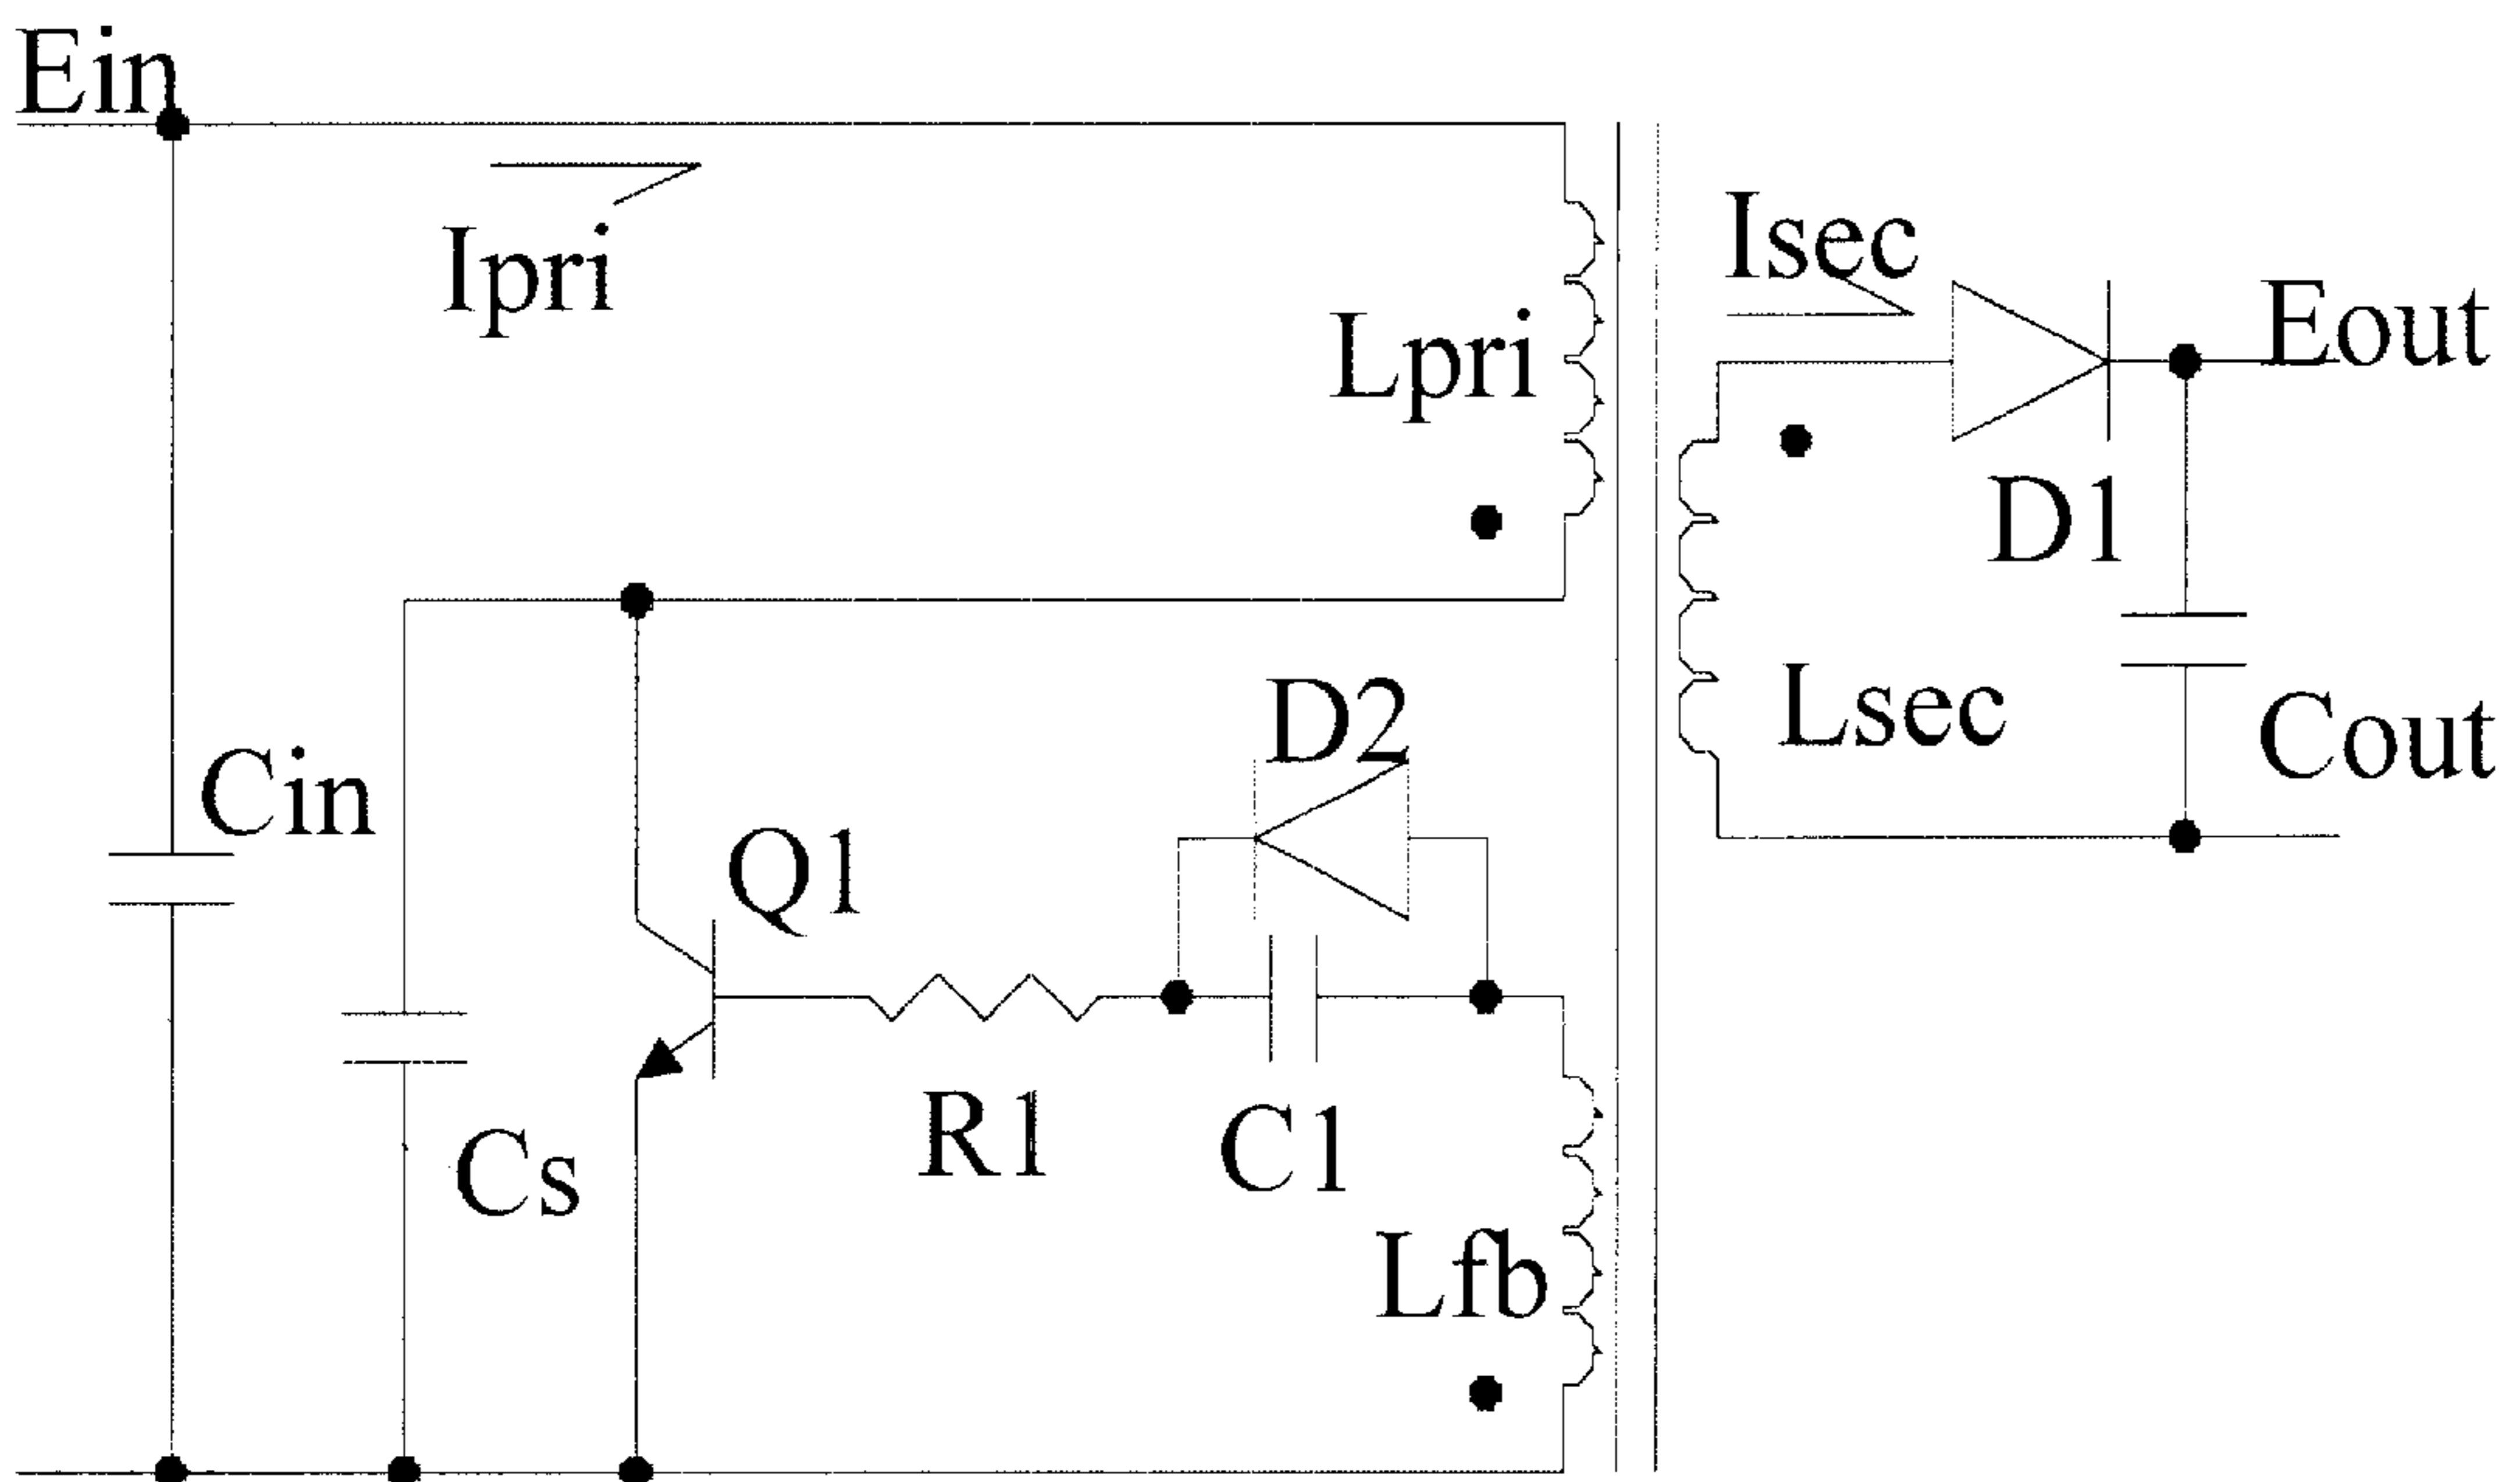 Ein
Ipri
Isec
Eout
Lpri
D1
Lsec
D2
Cout
Cin
Q1
R1
C1
Cs
Lfb